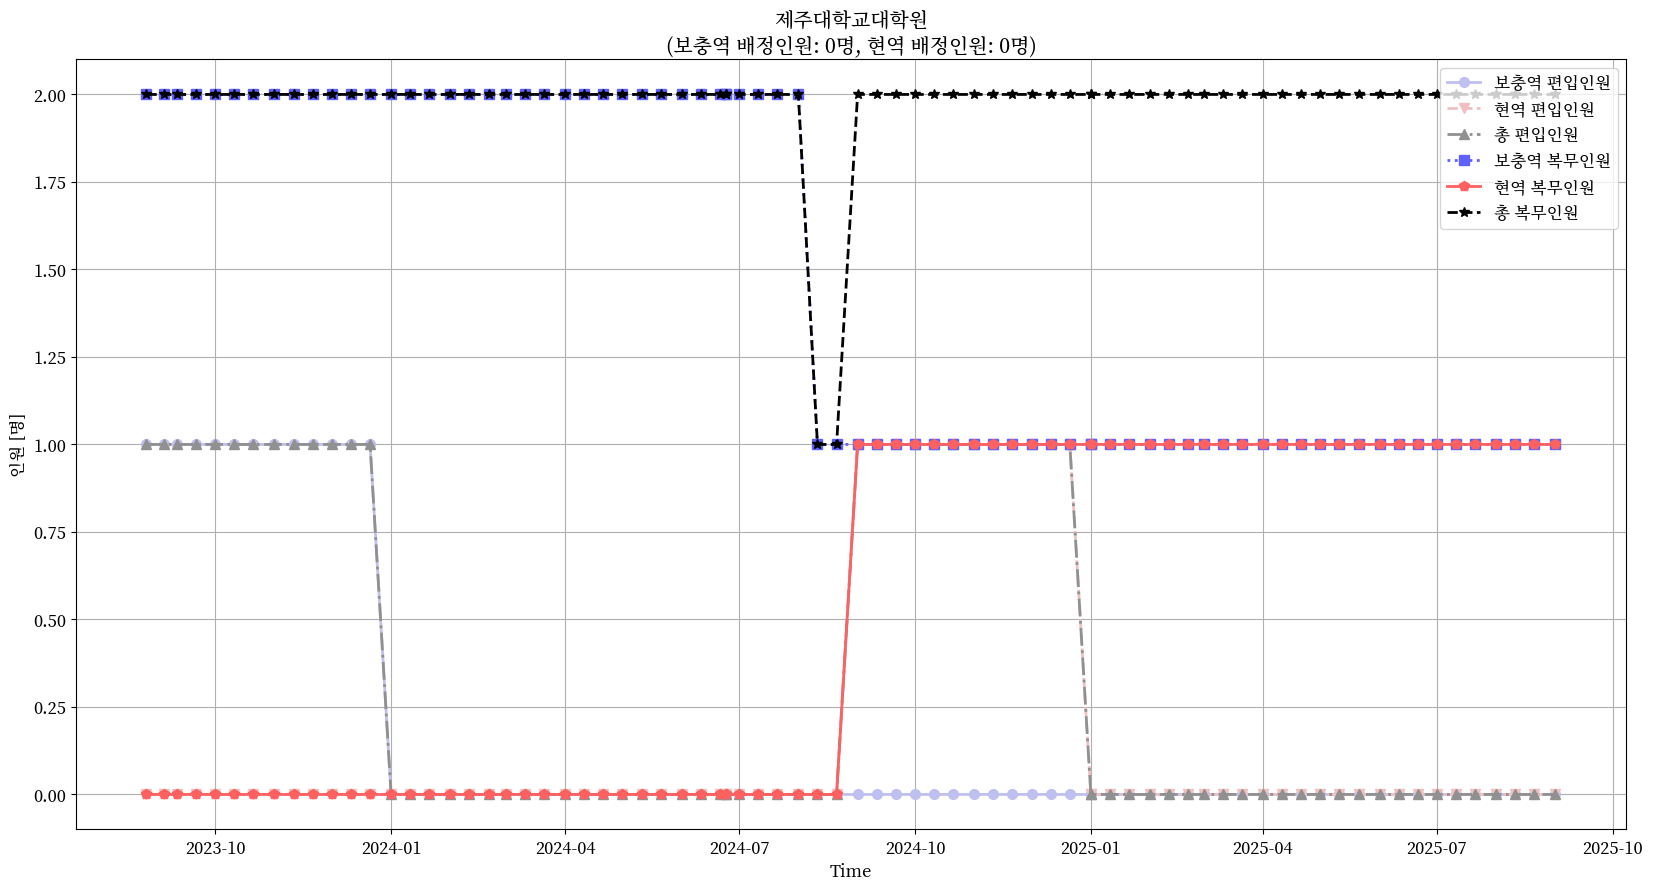 제주대학교대학원
(보충역 배정인원: 0명, 현역 배정인원: 0명)
보충역 편입인원
현역 편입인원
총 편입인원
보충역 복무인원
현역 복무인원
총 복무인원
인원 [명]
2.00
1.75
1.50
1.25
1.00
0.75
0.50
0.25
0.00
2023-10 2024-01 2024-04 2024-07 2024-10 2025-01 2025-04 2025-07 2025-10
Time